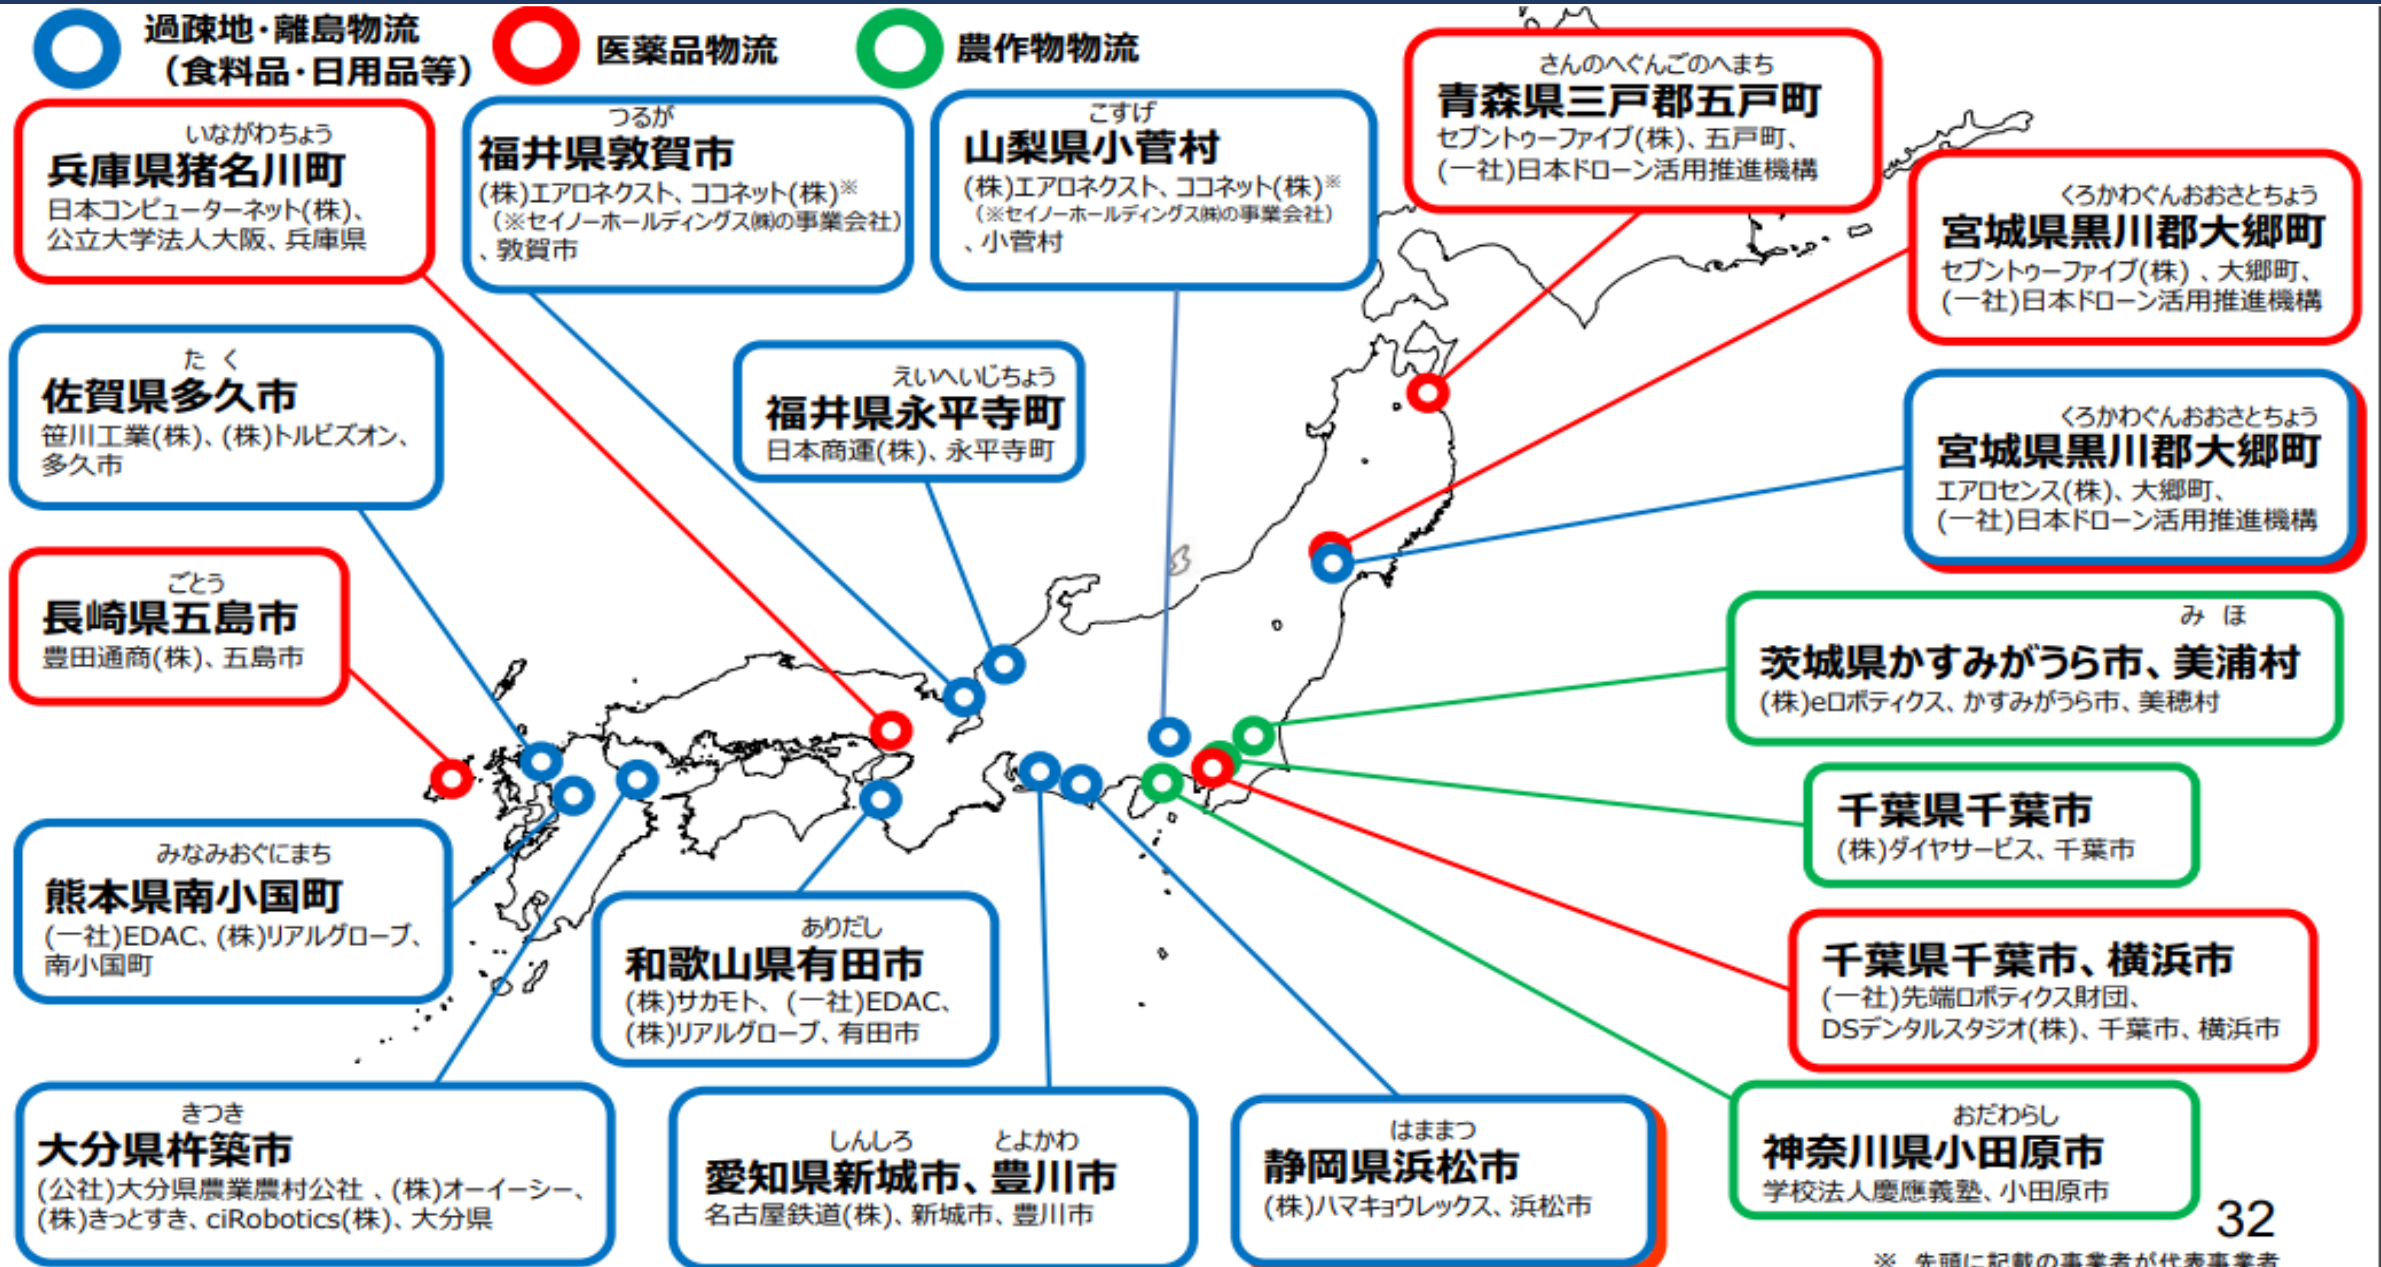 過疎地・離島物流
（食料品・日用品等）
医薬品物流
農作物物流
いながわちょう
兵庫県猪名川町
日本コンピューターネット(株)、
公立大学法人大阪、兵庫県
つるが
福井県敦賀市
(株)エアロネクスト、ココネット(株)※
（※セイノーホールディングス㈱の事業会社）
、敦賀市
こすげ
山梨県小菅村
(株)エアロネクスト、ココネット(株)※
（※セイノーホールディングス㈱の事業会社）
、小菅村
さんのへぐんごのへまち
青森県三戸郡五戸町
セブントゥーファイブ(株)、五戸町、
(一社)日本ドローン活用推進機構
くろかわぐんおおさとちょう
宮城県黒川郡大郷町
セブントゥーファイブ(株) 、大郷町、
(一社)日本ドローン活用推進機構
た く
佐賀県多久市
笹川工業(株)、(株)トルビズオン、
多久市
えいへいじちょう
福井県永平寺町
日本商運(株)、永平寺町
くろかわぐんおおさとちょう
宮城県黒川郡大郷町
エアロセンス(株)、大郷町、
(一社)日本ドローン活用推進機構
ごとう
長崎県五島市
豊田通商(株)、五島市
み ほ
茨城県かすみがうら市、美浦村
(株)eロボティクス、かすみがうら市、美穂村
千葉県千葉市
(株)ダイヤサービス、千葉市
みなみおぐにまち
熊本県南小国町
(一社)EDAC、(株)リアルグローブ、
南小国町
ありだし
和歌山県有田市
(株)サカモト、 (一社)EDAC、
(株)リアルグローブ、有田市
千葉県千葉市、横浜市
(一社)先端ロボティクス財団、
DSデンタルスタジオ(株)、千葉市、横浜市
きつき
大分県杵築市
(公社)大分県農業農村公社 、(株)オーイーシー、
(株)きっとすき、ciRobotics(株)、大分県
しんしろ とよかわ
愛知県新城市、豊川市
名古屋鉄道(株)、新城市、豊川市
はままつ
静岡県浜松市
(株)ハマキョウレックス、浜松市
おだわらし
神奈川県小田原市
学校法人慶應義塾、小田原市
32
※ 先頭に記載の事業者が代表事業者